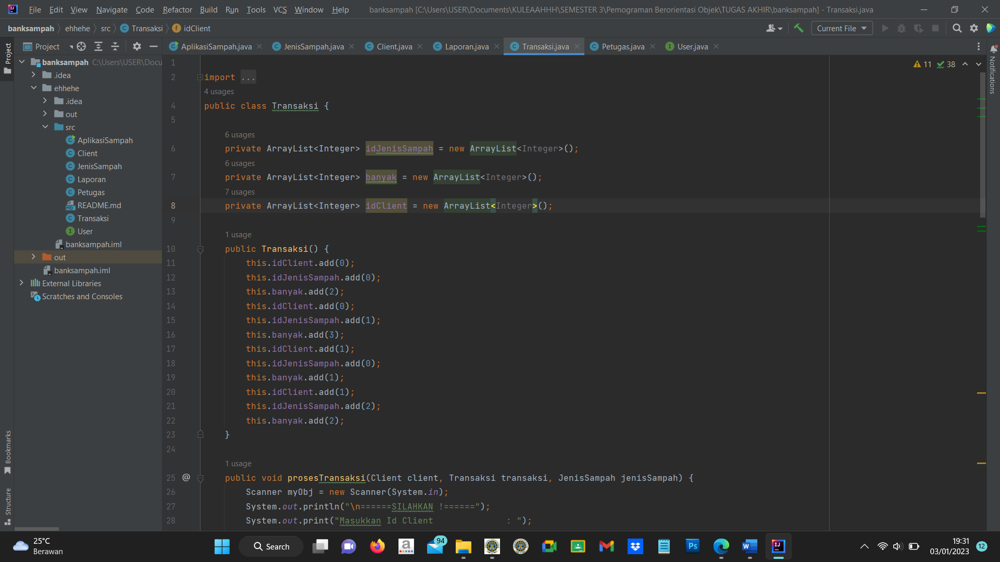 File Edit View Navigate Code Refactor Build Run Tools VCS Window Help banksampah [C:\Users\USER\Documents\KULEAAHHH\SEMESTER 3\Pemograman Berorientasi Objek\TUGAS AKHIR\banksampah] - Transaksi.java
banksampah ehhehe src Transaksi idClient Current File
Project AplikasiSampah.java JenisSampah.java Client.java Laporan.java Transaksi.java Petugas.java User.java
Project
Notifications
Bookmarks
Structure
banksampah C:\Users\USER\Docu
.idea
ehhehe
.idea
out
src
AplikasiSampah
Client
JenisSampah
Laporan
Petugas
README.md
Transaksi
User
banksampah.iml
out
banksampah.iml
External Libraries
Scratches and Consoles
11 38
1
2 import ...
4 usages
4 public class Transaksi {
5
6 usages
6 private ArrayList<Integer> idJenisSampah = new ArrayList<Integer>();
6 usages
7 private ArrayList<Integer> banyak = new ArrayList<Integer>();
7 usages
8 private ArrayList<Integer> idClient = new ArrayList<Integer>();
9
1 usage
10 public Transaksi() {
11 this.idClient.add(0);
12 this.idJenisSampah.add(0);
13 this.banyak.add(2);
14 this.idClient.add(0);
15 this.idJenisSampah.add(1);
16 this.banyak.add(3);
17 this.idClient.add(1);
18 this.idJenisSampah.add(0);
19 this.banyak.add(1);
20 this.idClient.add(1);
21 this.idJenisSampah.add(2);
22 this.banyak.add(2);
23 }
24
1 usage
25 @ public void prosesTransaksi(Client client, Transaksi transaksi, JenisSampah jenisSampah) {
26 Scanner myObj = new Scanner(System.in);
27 System.out.println("\n======SILAHKAN !======");
28 System.out.print("Masukkan Id Client : ");
25°C
Berawan
Search
94
19:31
03/01/2023
12